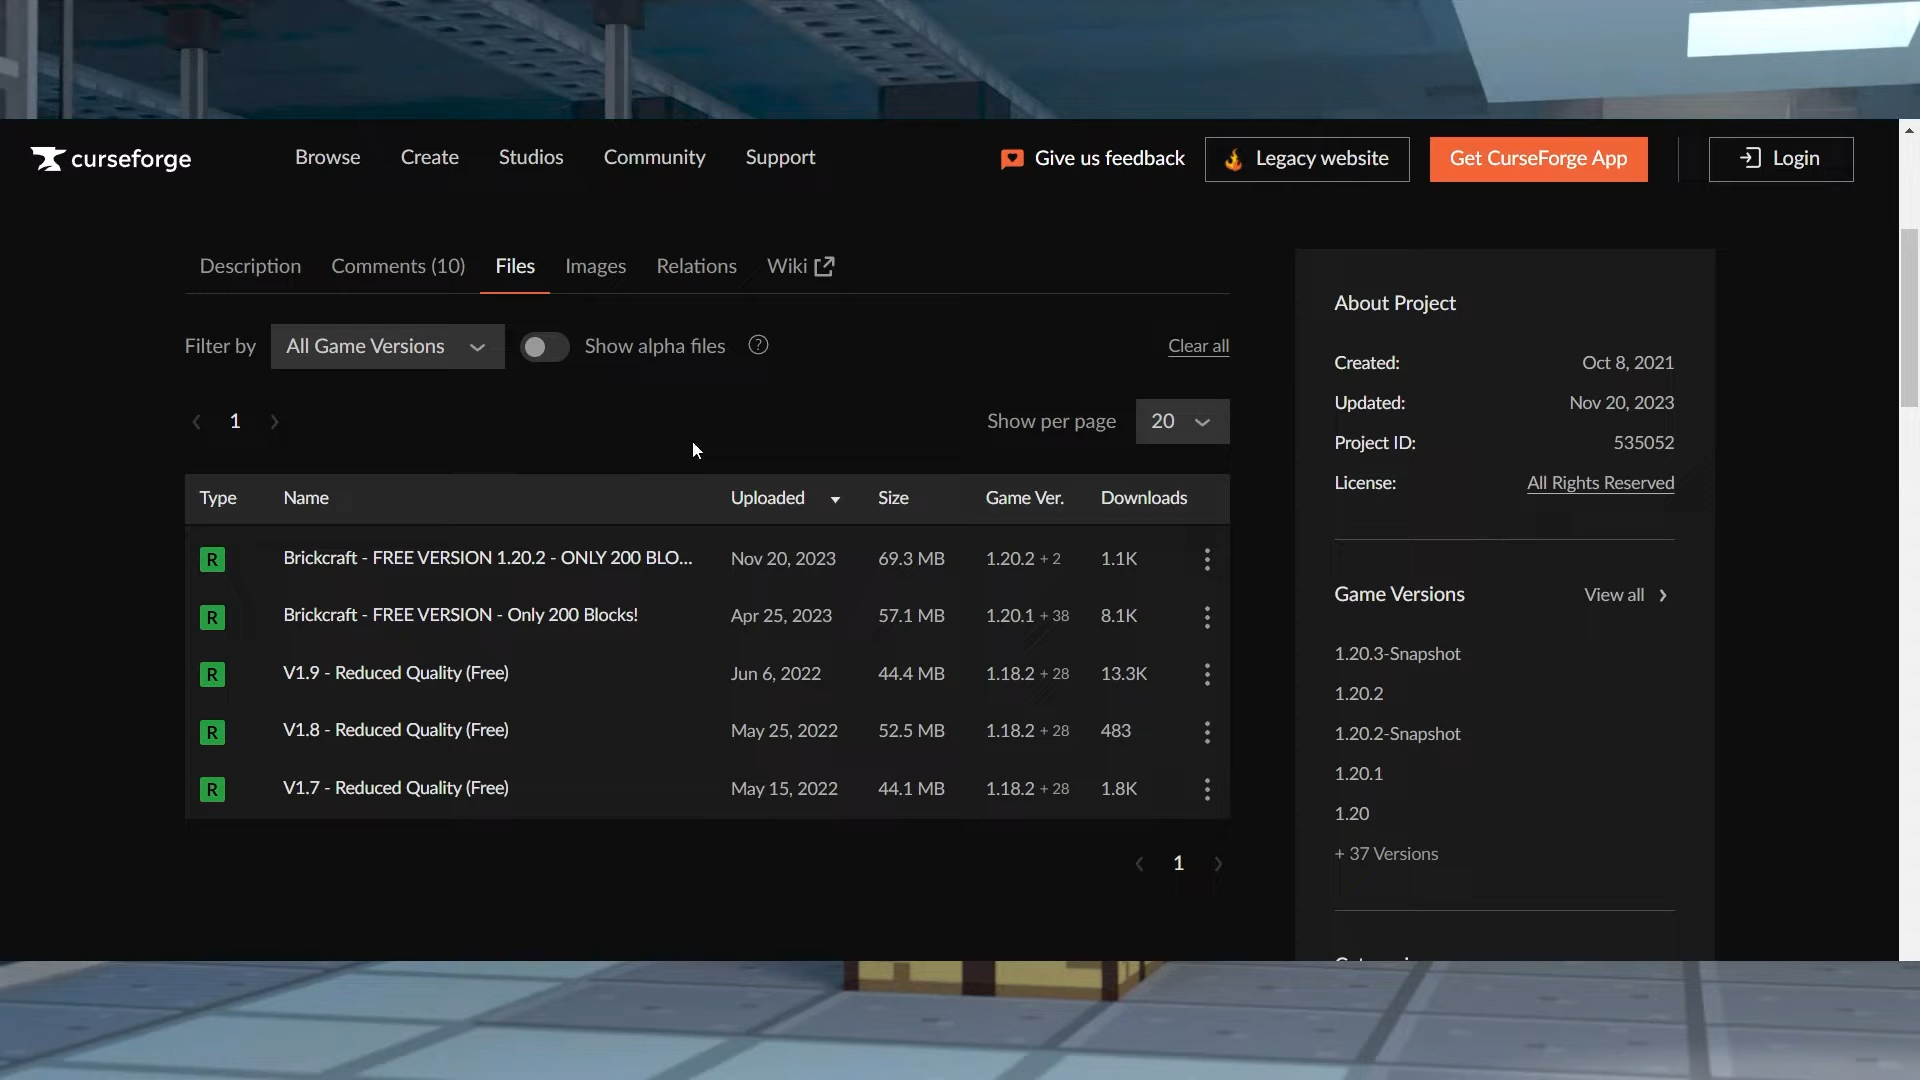 curseforge
Browse
Create
Studios
Community
Support
Give us feedback
Legacy website
Get CurseForge App
Login
Description
Comments (10)
Files
Images
Relations
Wiki
Filter by
All Game Versions
Show alpha files
?
Clear all
1
Show per page
20
Type Name Uploaded Size Game Ver. Downloads
R Brickcraft - FREE VERSION 1.20.2 - ONLY 200 BLO... Nov 20, 2023 69.3 MB 1.20.2 + 2 1.1K
R Brickcraft - FREE VERSION - Only 200 Blocks! Apr 25, 2023 57.1 MB 1.20.1 + 38 8.1K
R V1.9 - Reduced Quality (Free) Jun 6, 2022 44.4 MB 1.18.2 + 28 13.3K
R V1.8 - Reduced Quality (Free) May 25, 2022 52.5 MB 1.18.2 + 28 483
R V1.7 - Reduced Quality (Free) May 15, 2022 44.1 MB 1.18.2 + 28 1.8K
1
About Project
Created: Oct 8, 2021
Updated: Nov 20, 2023
Project ID: 535052
License: All Rights Reserved
Game Versions View all
1.20.3-Snapshot
1.20.2
1.20.2-Snapshot
1.20.1
1.20
+ 37 Versions